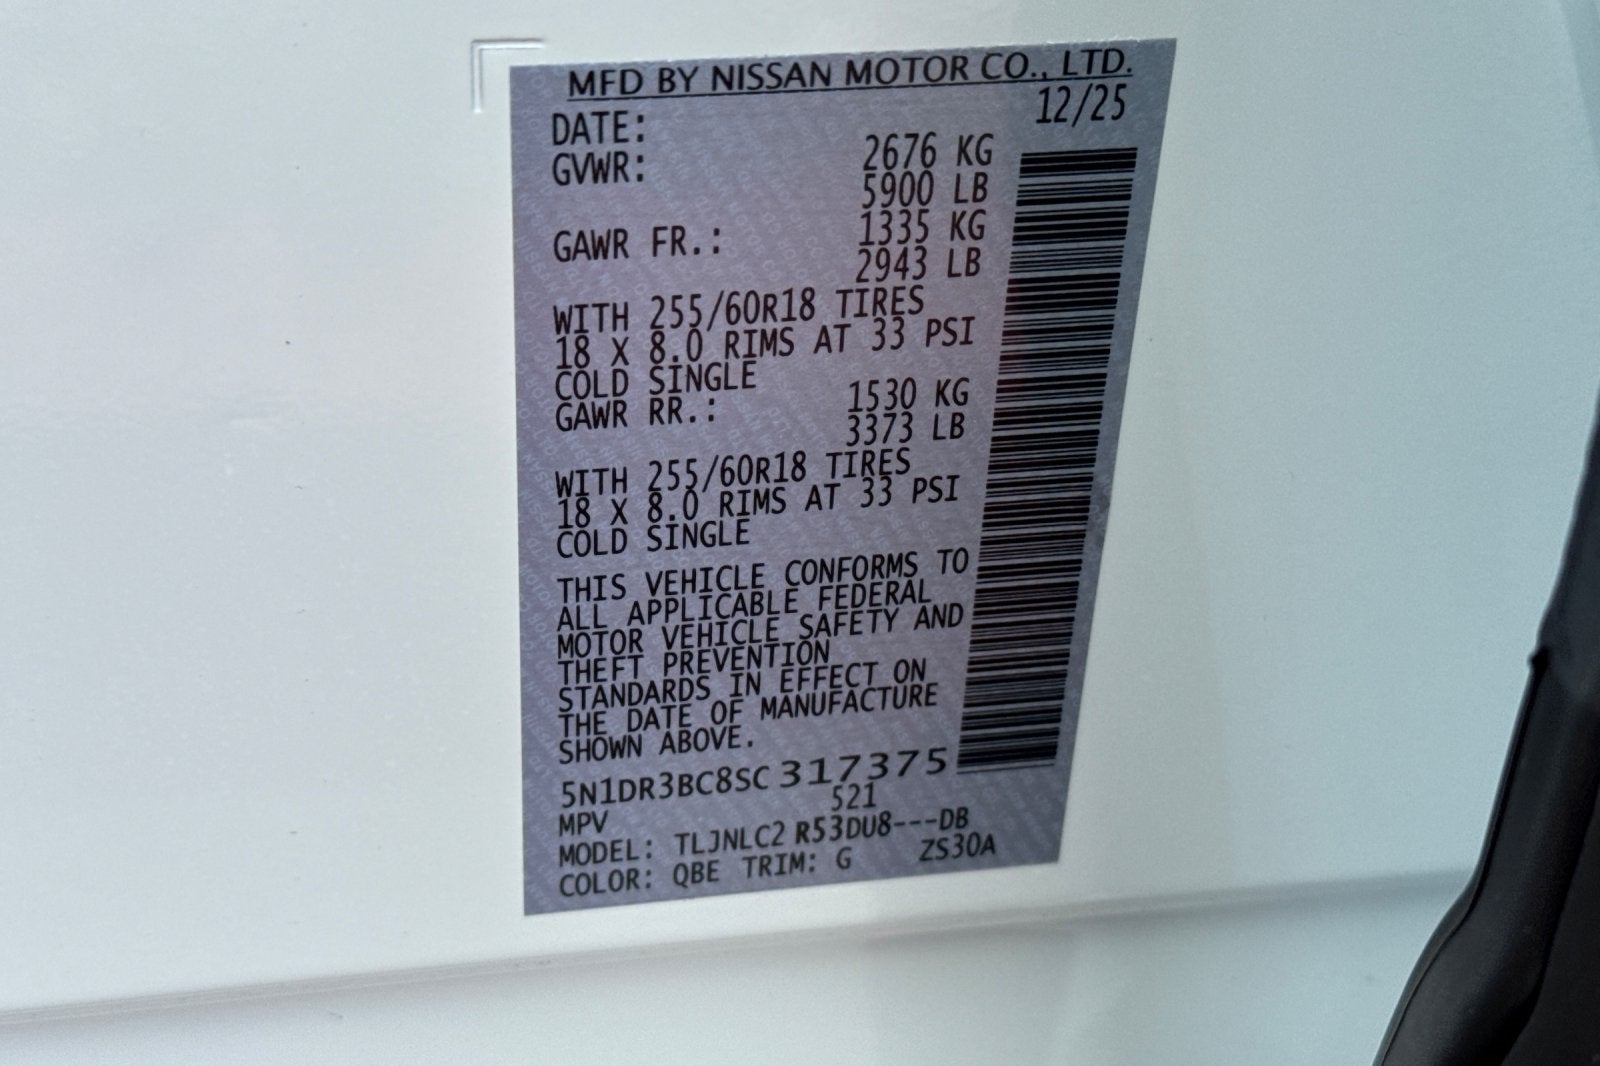 MFD BY NISSAN MOTOR CO., LTD.
DATE: 12/25
GVWR: 2676 KG
5900 LB
GAWR FR.: 1335 KG
2943 LB
WITH 255/60R18 TIRES
18 X 8.0 RIMS AT 33 PSI
COLD SINGLE
GAWR RR.: 1530 KG
3373 LB
WITH 255/60R18 TIRES
18 X 8.0 RIMS AT 33 PSI
COLD SINGLE
THIS VEHICLE CONFORMS TO
ALL APPLICABLE FEDERAL
MOTOR VEHICLE SAFETY AND
THEFT PREVENTION
STANDARDS IN EFFECT ON
THE DATE OF MANUFACTURE
SHOWN ABOVE.
5N1DR3BC8SC317375
MPV 521
MODEL: TLJNLC2 R53DU8---DB
COLOR: QBE TRIM: G ZS30A